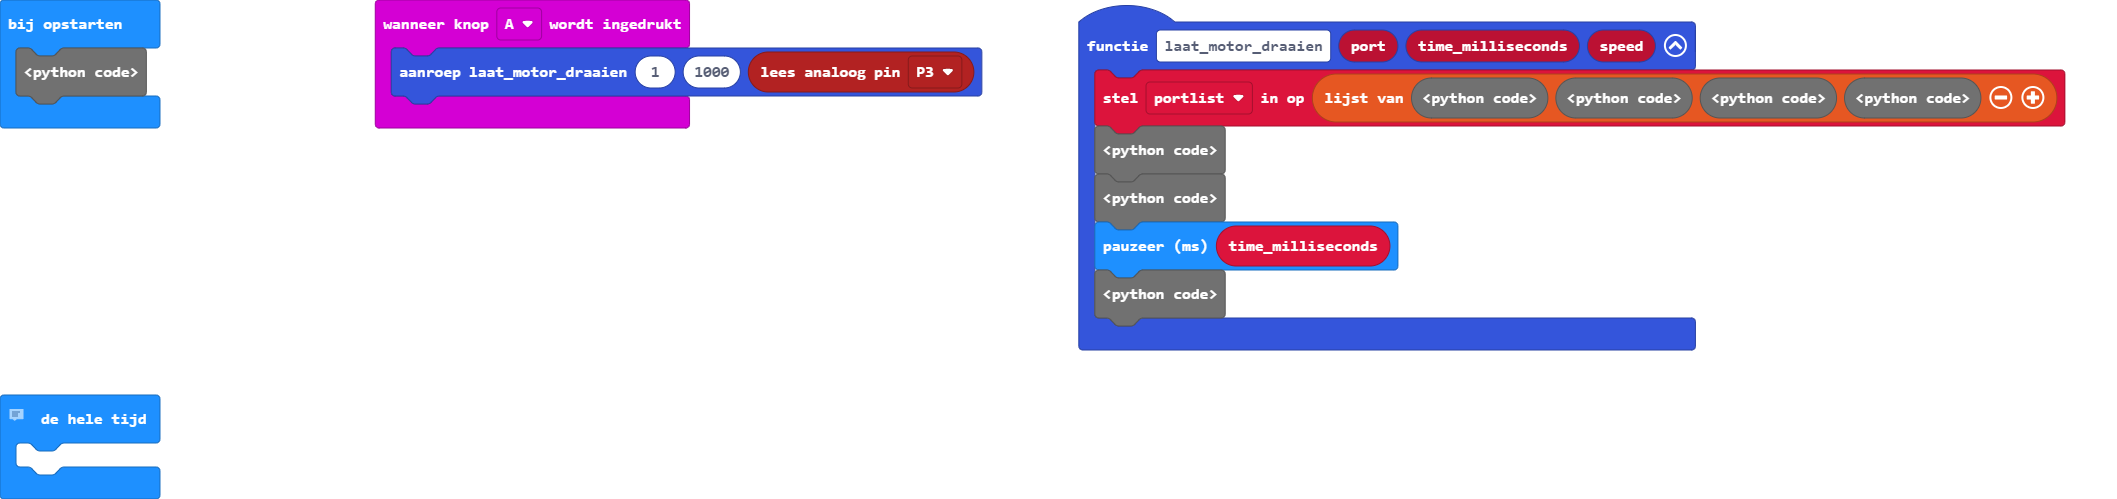 bij opstarten
<python code>
wanneer knop A wordt ingedrukt
aanroep laat_motor_draaien 1 1000 lees analoog pin P3
functie laat_motor_draaien port time_milliseconds speed
stel portlist in op lijst van <python code> <python code> <python code> <python code>
<python code>
<python code>
pauzeer (ms) time_milliseconds
<python code>
de hele tijd